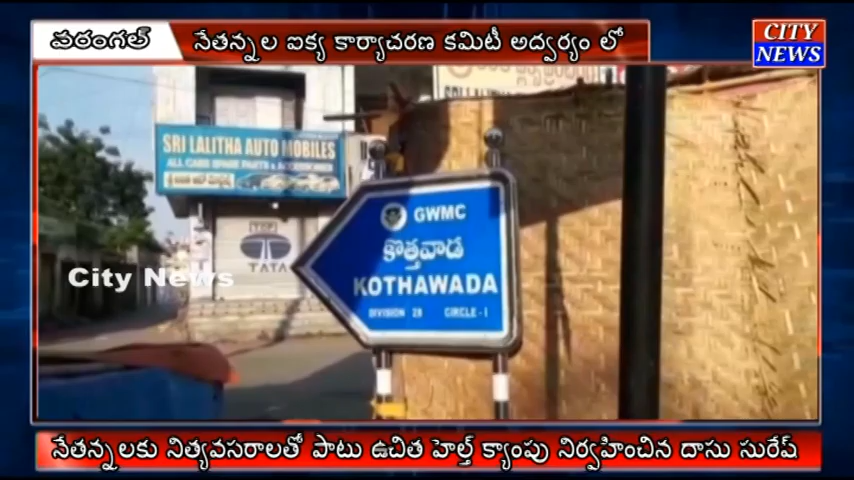 వరంగల్
నేతన్నల ఐక్య కార్యాచరణ కమిటీ అద్వర్యం లో
CITY
NEWS
SRI LALITHA AUTO MOBILES
ALL CARS SPARE PARTS & ACCESSORIES
TATA
GWMC
కొత్తవాడ
KOTHAWADA
DIVISION 28 CIRCLE-I
City News
నేతన్నలకు నిత్యవసరాలతో పాటు ఉచిత హెల్త్ క్యాంపు నిర్వహించిన దాసు సురేష్